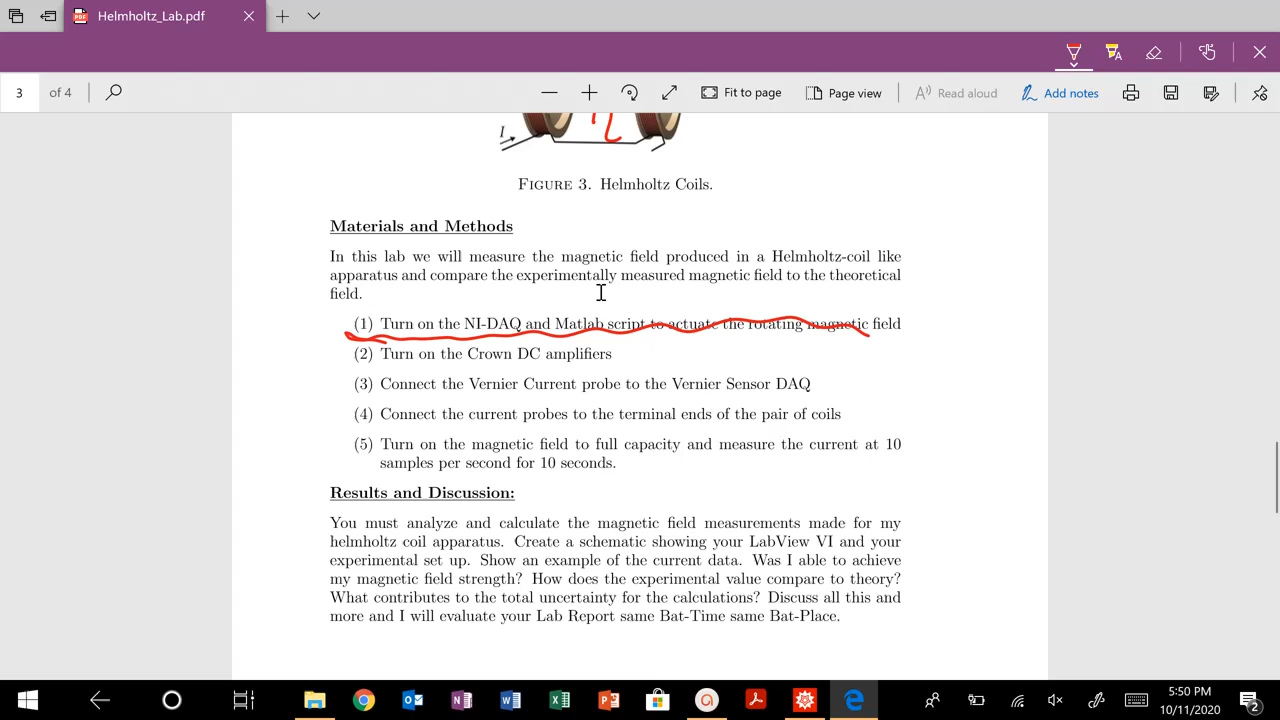 Helmholtz_Lab.pdf
3 of 4 Fit to page Page view Read aloud Add notes
I
FIGURE 3. Helmholtz Coils.
Materials and Methods
In this lab we will measure the magnetic field produced in a Helmholtz-coil like
apparatus and compare the experimentally measured magnetic field to the theoretical
field.
(1) Turn on the NI-DAQ and Matlab script to actuate the rotating magnetic field
(2) Turn on the Crown DC amplifiers
(3) Connect the Vernier Current probe to the Vernier Sensor DAQ
(4) Connect the current probes to the terminal ends of the pair of coils
(5) Turn on the magnetic field to full capacity and measure the current at 10
samples per second for 10 seconds.
Results and Discussion:
You must analyze and calculate the magnetic field measurements made for my
helmholtz coil apparatus. Create a schematic showing your LabView VI and your
experimental set up. Show an example of the current data. Was I able to achieve
my magnetic field strength? How does the experimental value compare to theory?
What contributes to the total uncertainty for the calculations? Discuss all this and
more and I will evaluate your Lab Report same Bat-Time same Bat-Place.
5:50 PM
10/11/2020
2